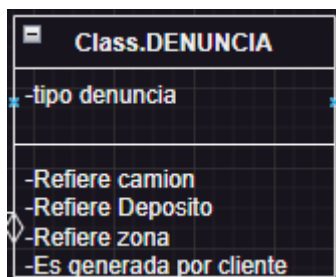 Class.DENUNCIA
-tipo denuncia
-Refiere camion
-Refiere Deposito
-Refiere zona
-Es generada por cliente